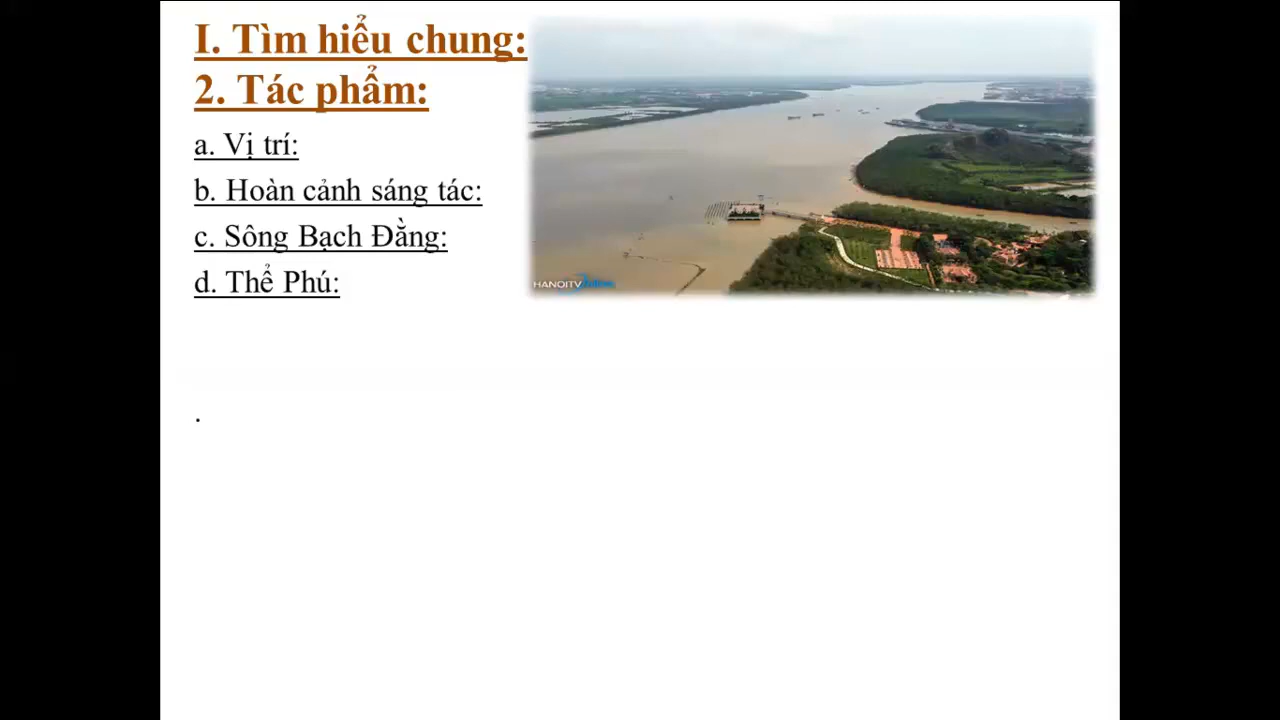 I. Tìm hiểu chung:
2. Tác phẩm:
a. Vị trí:
b. Hoàn cảnh sáng tác:
c. Sông Bạch Đằng:
d. Thể Phú:
HANOITV
.